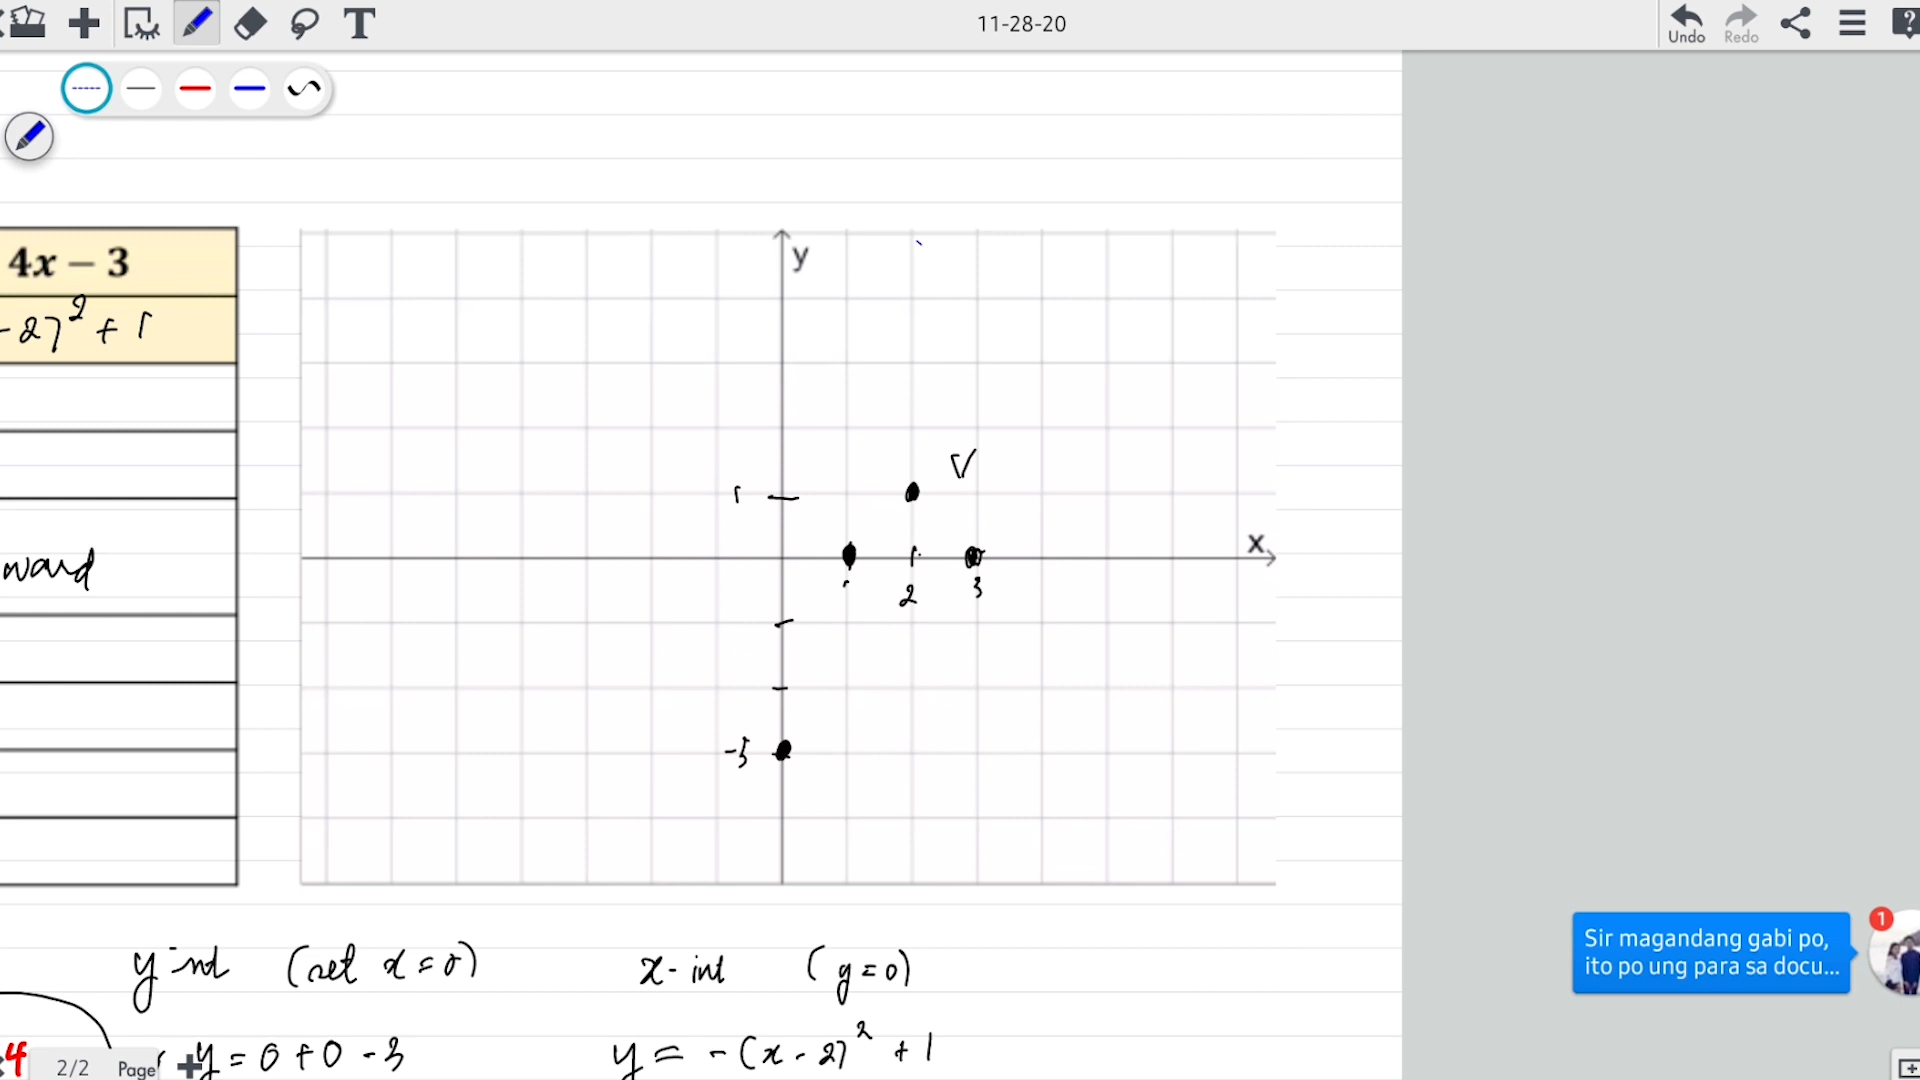 11-28-20
Undo
Redo
4x − 3
- 2)² + 1
y
V
1
x
2
3
-3
ward
y-int (set x=0)
x-int (y=0)
Sir magandang gabi po,
ito po ung para sa docu...
1
4
2/2
Page
y = 0 + 0 - 3
y = -(x - 2)² + 1